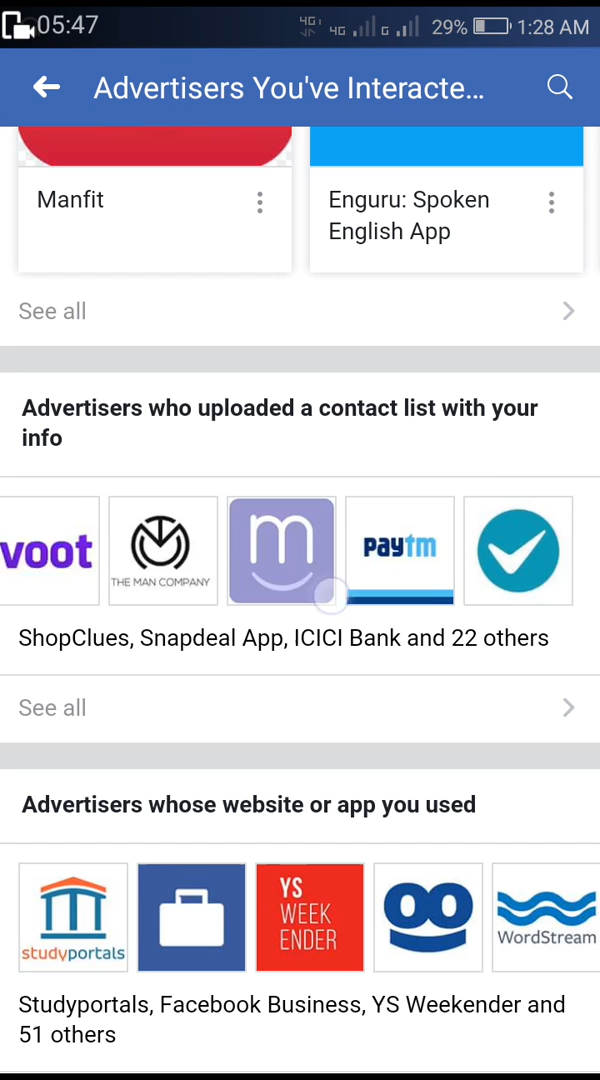 05:47 4G 4G G 29% 1:28 AM
Advertisers You've Interacte...
Manfit
Enguru: Spoken
English App
See all
Advertisers who uploaded a contact list with your
info
voot
THE MAN COMPANY
m
paytm
ShopClues, Snapdeal App, ICICI Bank and 22 others
See all
Advertisers whose website or app you used
studyportals
YS
WEEK
ENDER
WordStream
Studyportals, Facebook Business, YS Weekender and
51 others